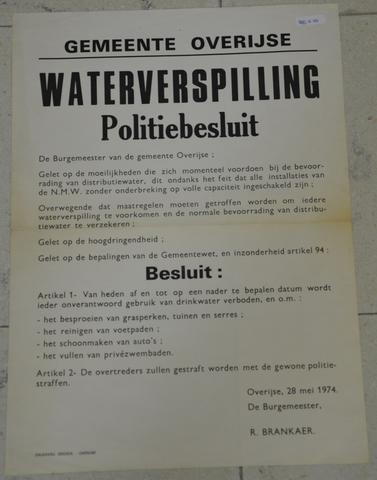 GEMEENTE OVERIJSE
WATERVERSPILLING
Politiebesluit
De Burgemeester van de gemeente Overijse ;
Gelet op de moeilijkheden die zich momenteel voordoen bij de bevoor-
rading van distributiewater, dit ondanks het feit dat alle installaties van
de N.M.W. zonder onderbreking op volle capaciteit ingeschakeld zijn ;
Overwegende dat maatregelen moeten getroffen worden om iedere
waterverspilling te voorkomen en de normale bevoorrading van distribu-
tiewater te verzekeren ;
Gelet op de hoogdringendheid ;
Gelet op de bepalingen van de Gemeentewet, en inzonderheid artikel 94 :
Besluit :
Artikel 1- Van heden af en tot op een nader te bepalen datum wordt
ieder onverantwoord gebruik van drinkwater verboden, en o.m. :
- het besproeien van grasperken, tuinen en serres ;
- het reinigen van voetpaden ;
- het schoonmaken van auto's ;
- het vullen van privézwembaden.
Artikel 2- De overtreders zullen gestraft worden met de gewone politie-
straffen.
Overijse, 28 mei 1974.
De Burgemeester,
R. BRANKAER.